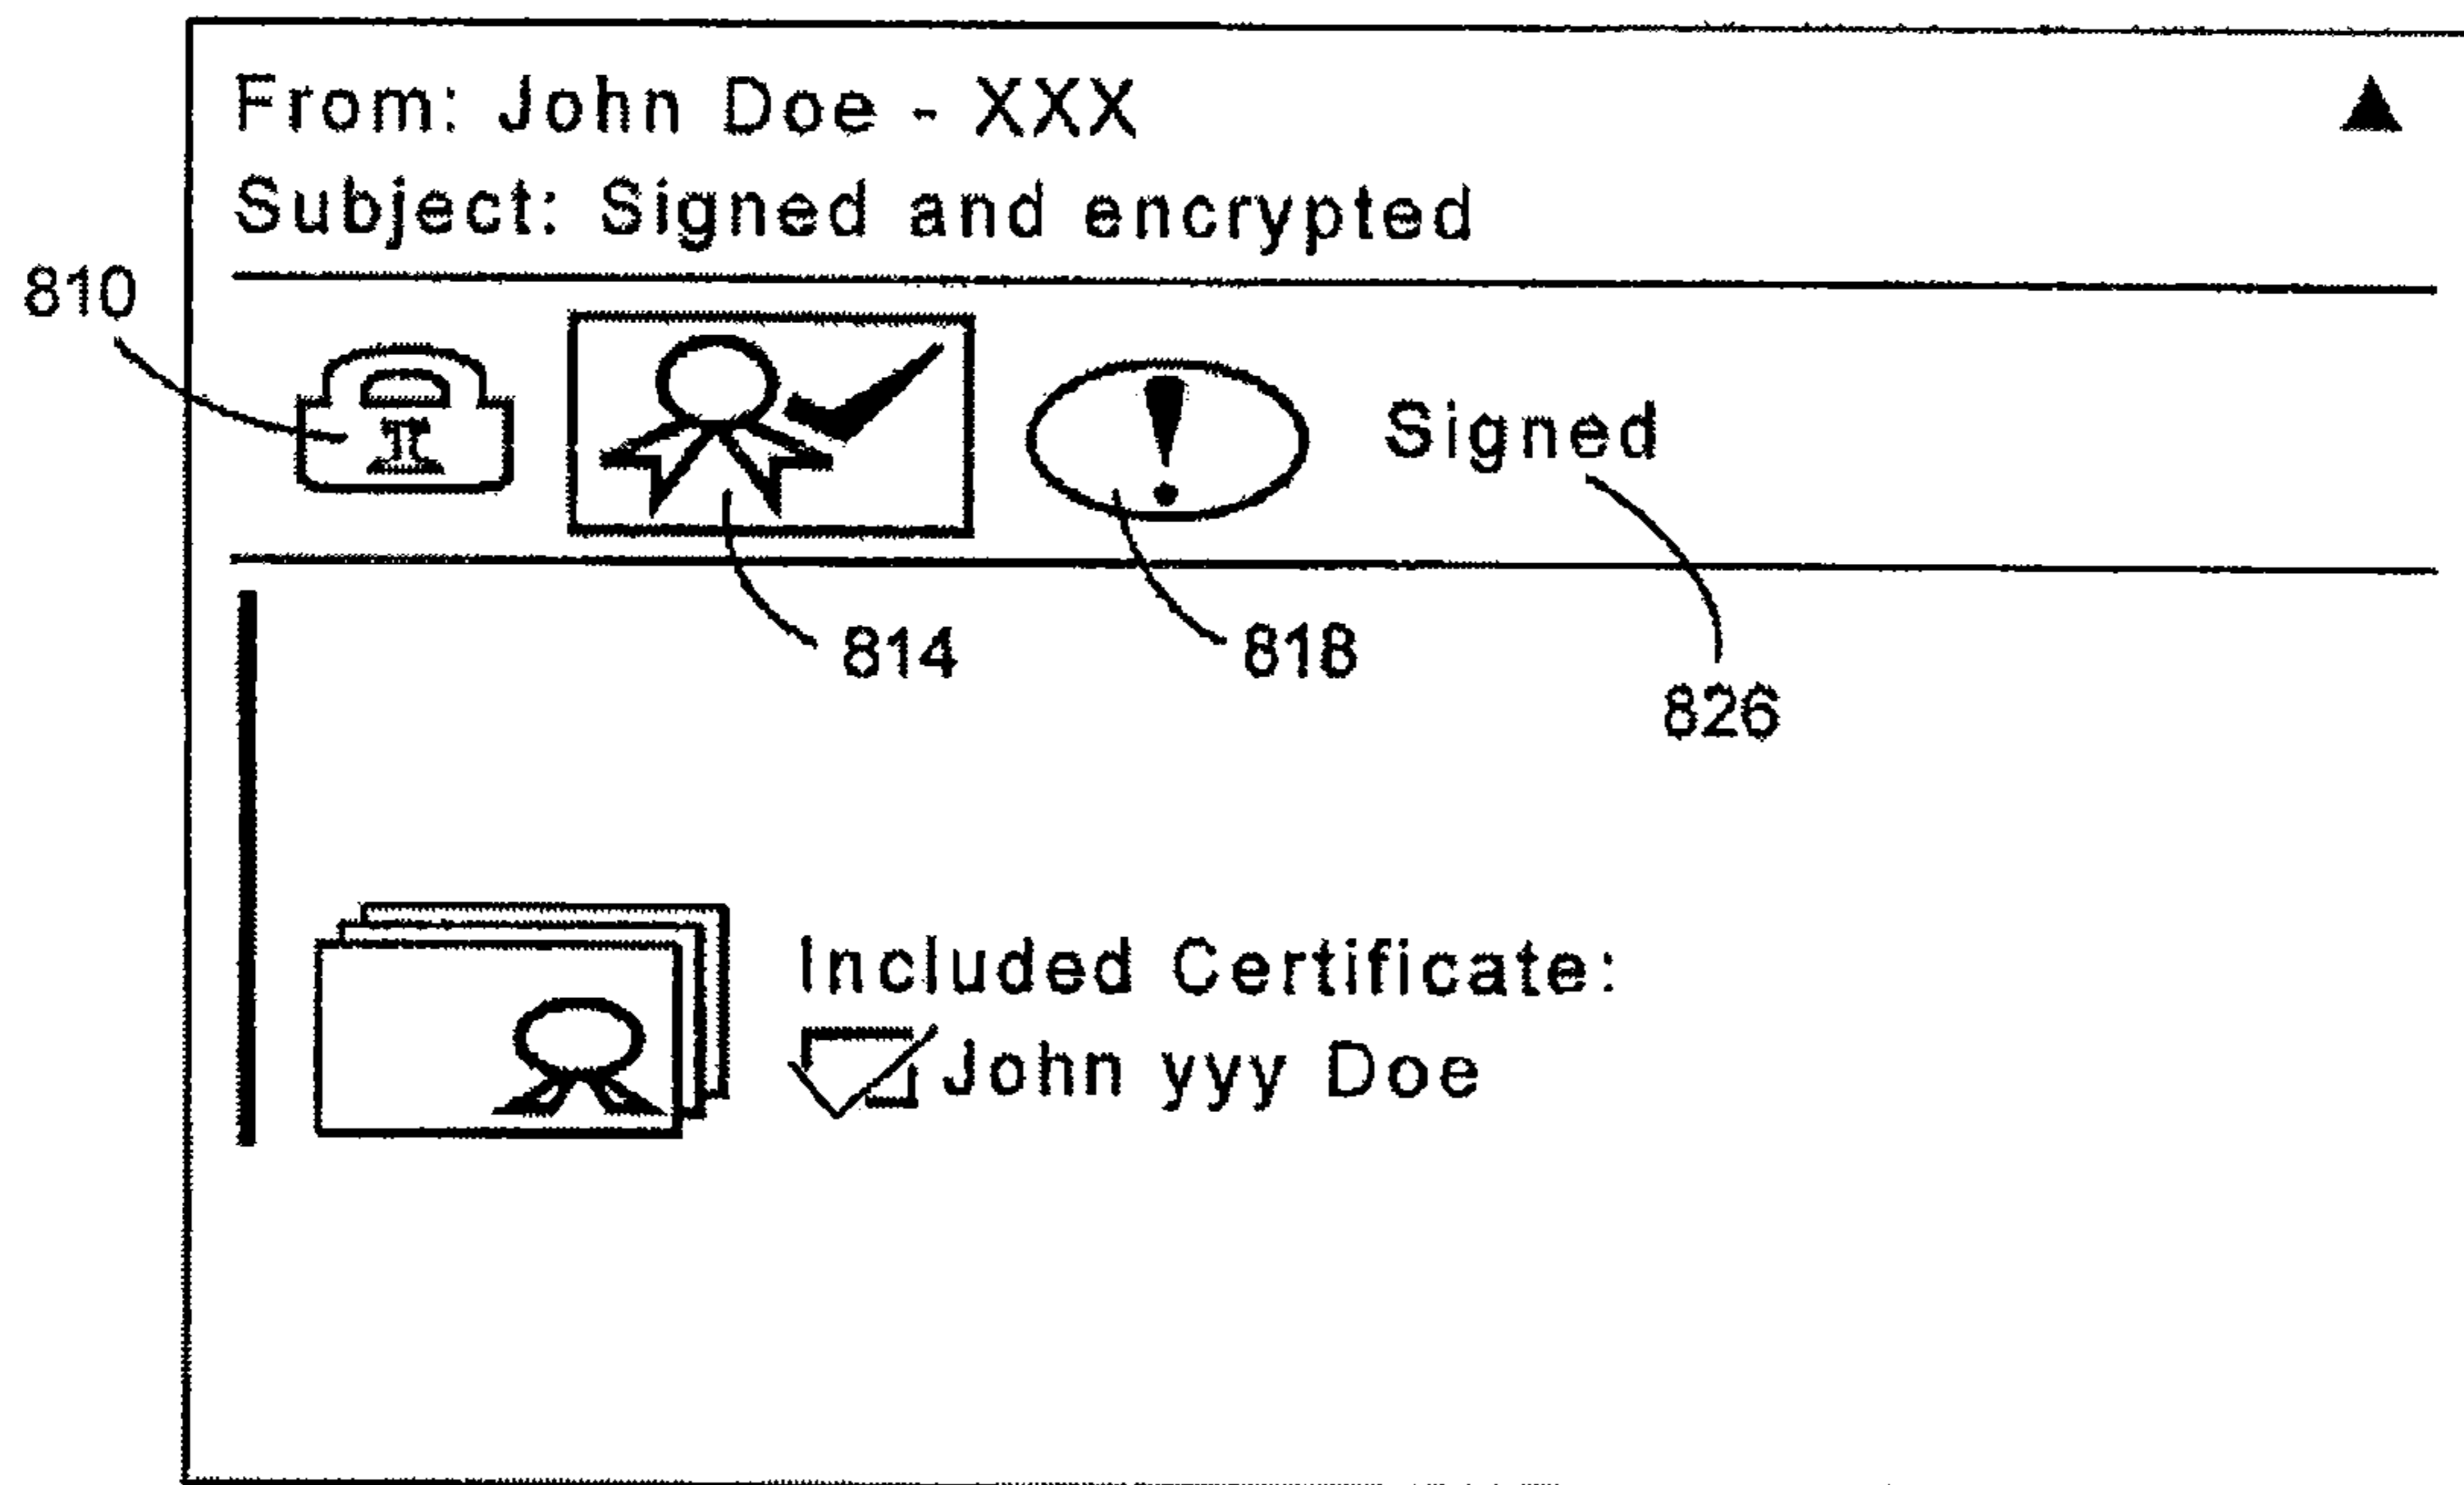 From: John Doe - XXX
Subject: Signed and encrypted
810
Signed
814
818
826
Included Certificate:
John yyy Doe